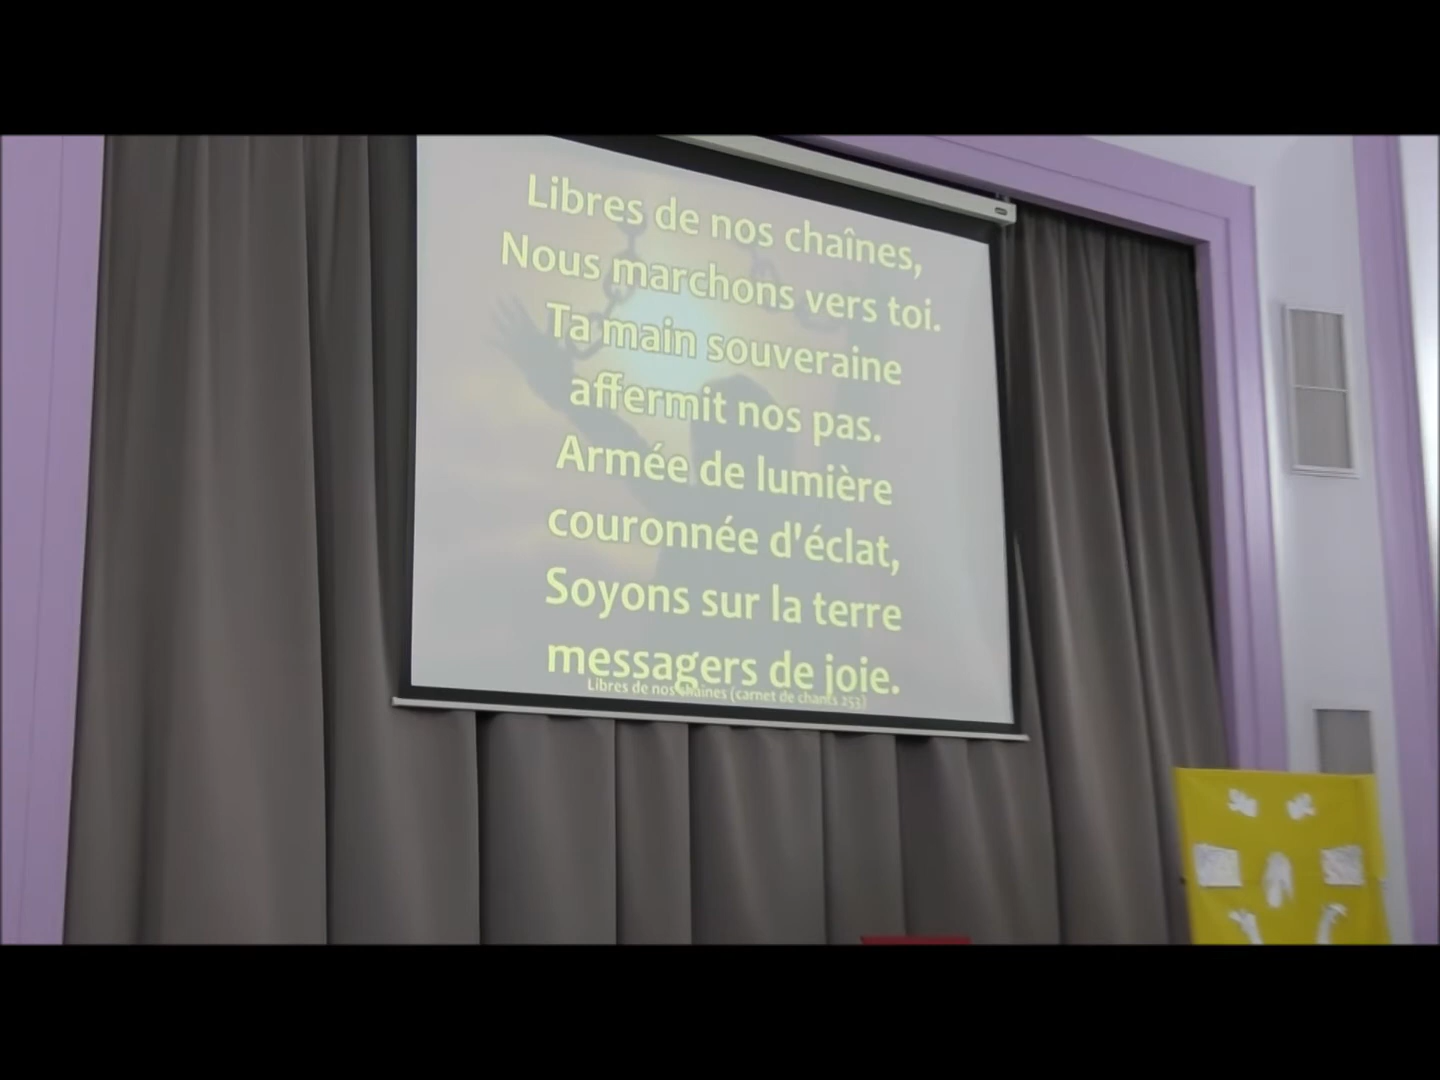 Libres de nos chaînes,
Nous marchons vers toi.
Ta main souveraine
affermit nos pas.
Armée de lumière
couronnée d'éclat,
Soyons sur la terre
messagers de joie.
Libres de nos chaines (carnet de chants 253)